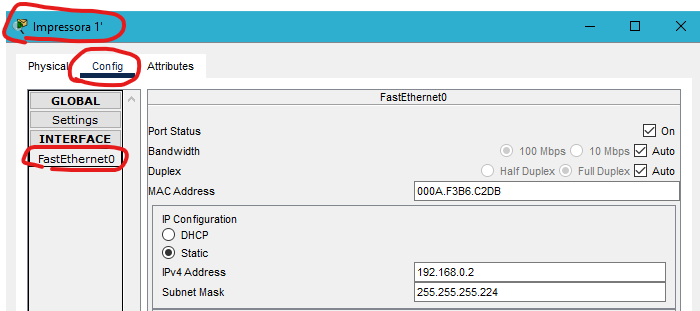 Impressora 1'
Physical Config Attributes
GLOBAL
Settings
INTERFACE
FastEthernet0
FastEthernet0
Port Status On
Bandwidth 100 Mbps 10 Mbps Auto
Duplex Half Duplex Full Duplex Auto
MAC Address 000A.F3B6.C2DB
IP Configuration
DHCP
Static
IPv4 Address 192.168.0.2
Subnet Mask 255.255.255.224